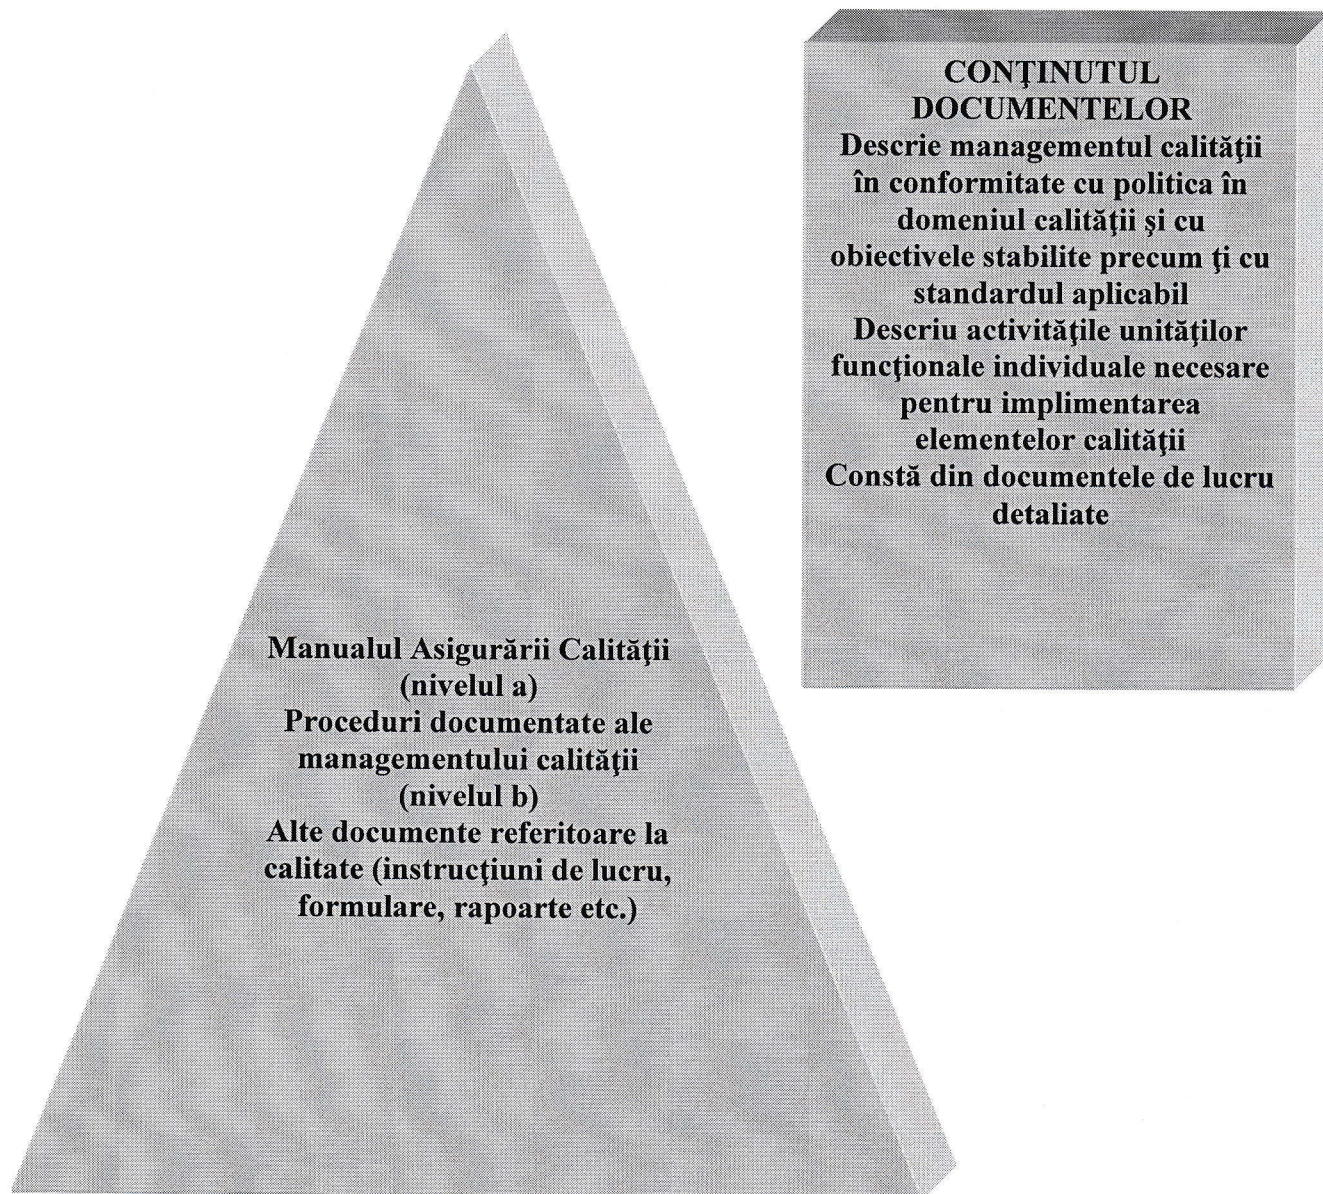 CONŢINUTUL
DOCUMENTELOR
Descrie managementul calităţii
în conformitate cu politica în
domeniul calităţii şi cu
obiectivele stabilite precum ţi cu
standardul aplicabil
Descriu activităţile unităţilor
funcţionale individuale necesare
pentru implimentarea
elementelor calităţii
Constă din documentele de lucru
detaliate
Manualul Asigurării Calităţii
(nivelul a)
Proceduri documentate ale
managementului calităţii
(nivelul b)
Alte documente referitoare la
calitate (instrucţiuni de lucru,
formulare, rapoarte etc.)